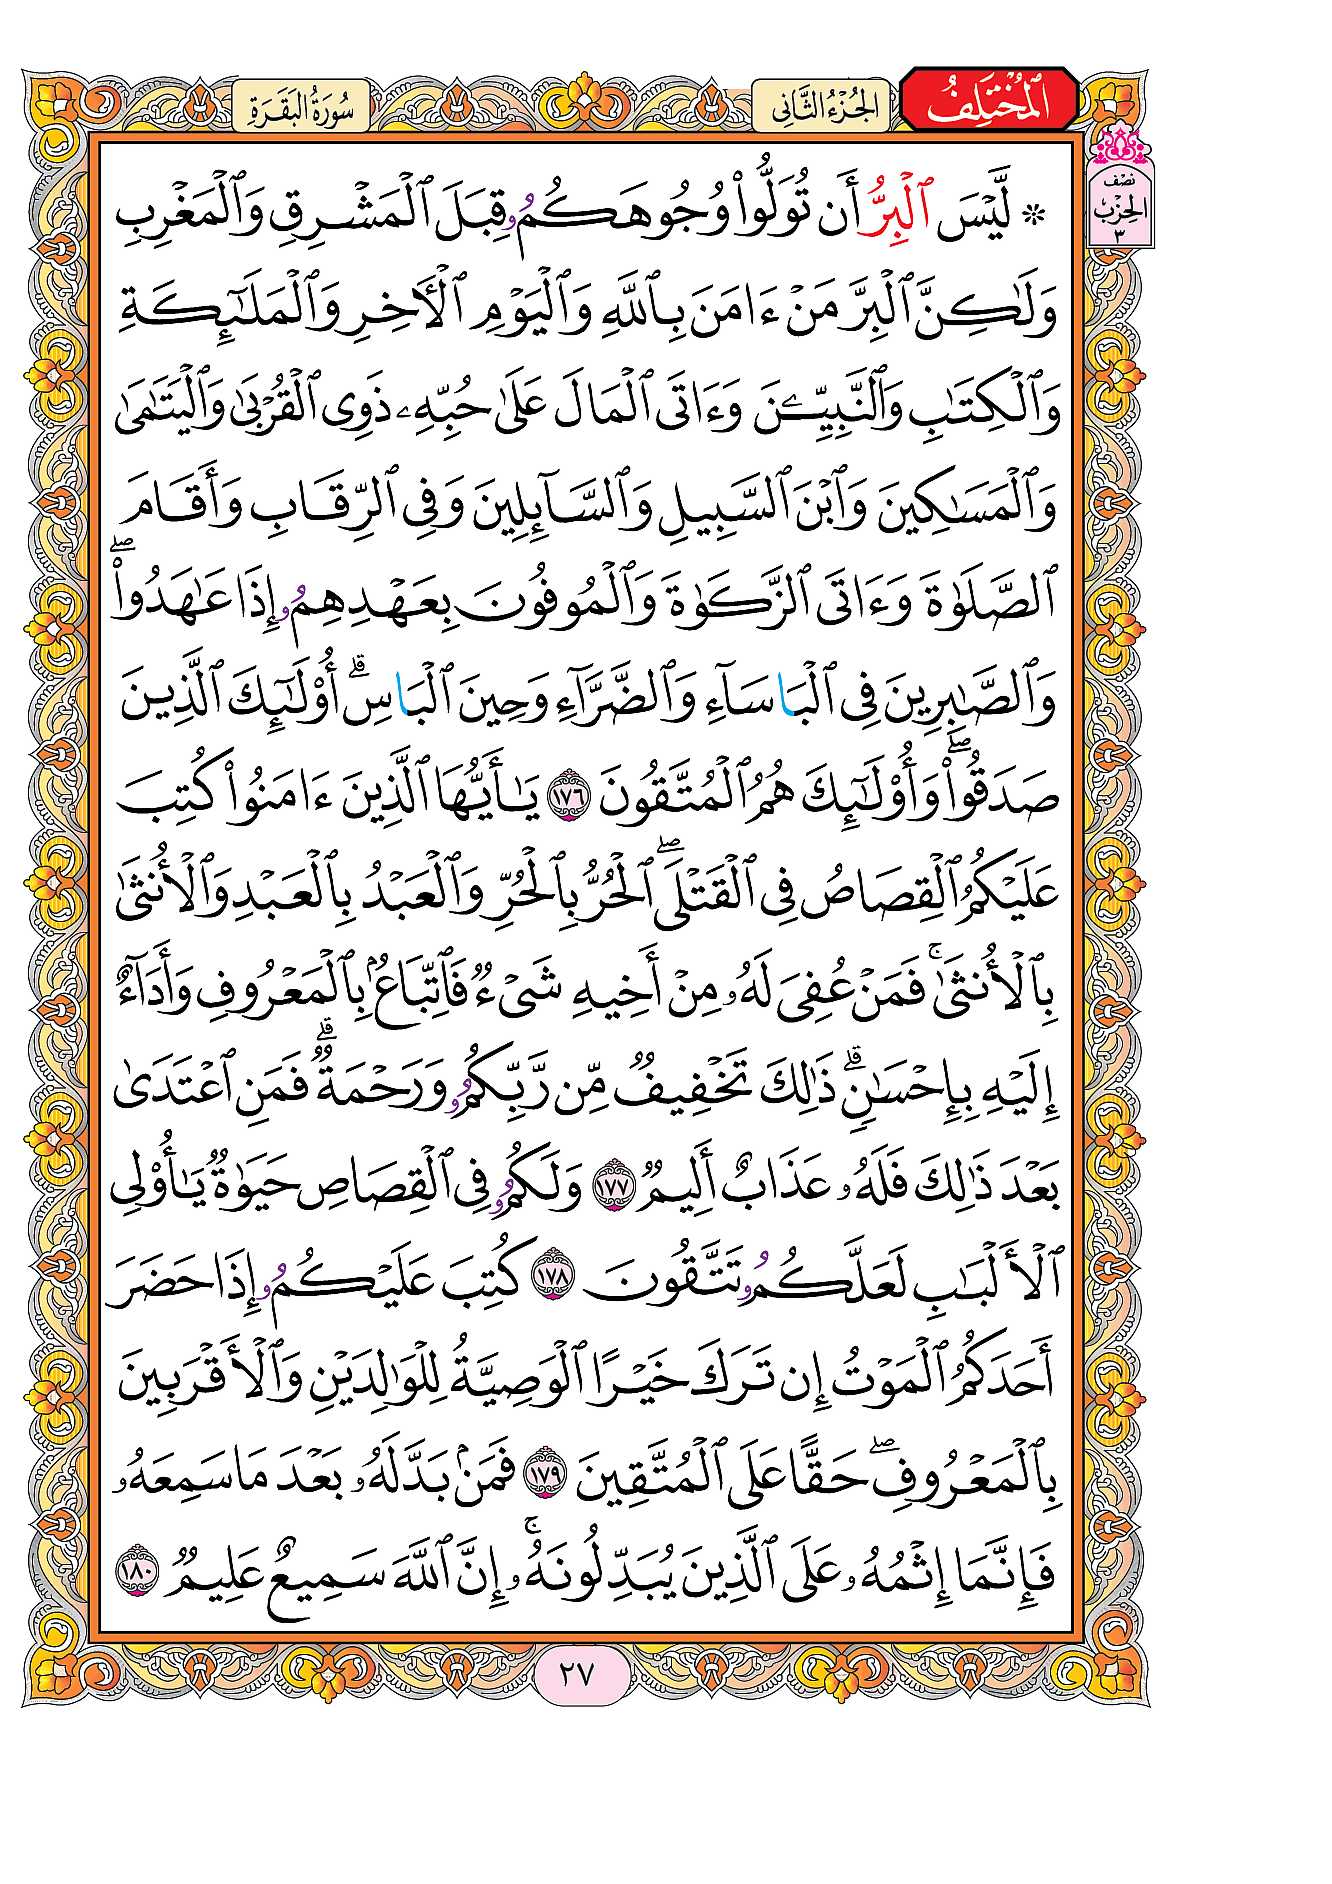 المُخْتَلِفُ
الجُزْءُ الثَّانِي
سُورَةُ البَقَرَةِ
نصْف
الحِزْب
٣
۞ لَّيْسَ ٱلْبِرُّ أَن تُوَلُّوا۟ وُجُوهَكُمُۥ قِبَلَ ٱلْمَشْرِقِ وَٱلْمَغْرِبِ
وَلَٰكِنَّ ٱلْبِرَّ مَنْ ءَامَنَ بِٱللَّهِ وَٱلْيَوْمِ ٱلْأَخِرِ وَٱلْمَلَٰٓئِكَةِ
وَٱلْكِتَٰبِ وَٱلنَّبِيِّـۧنَ وَءَاتَى ٱلْمَالَ عَلَىٰ حُبِّهِۦ ذَوِى ٱلْقُرْبَىٰ وَٱلْيَتَٰمَىٰ
وَٱلْمَسَٰكِينَ وَٱبْنَ ٱلسَّبِيلِ وَٱلسَّآئِلِينَ وَفِى ٱلرِّقَابِ وَأَقَامَ
ٱلصَّلَوٰةَ وَءَاتَى ٱلزَّكَوٰةَ وَٱلْمُوفُونَ بِعَهْدِهِمُۥ إِذَا عَٰهَدُوا۟ۖ
وَٱلصَّٰبِرِينَ فِى ٱلْبَاسَآءِ وَٱلضَّرَّآءِ وَحِينَ ٱلْبَاسِۗ أُو۟لَٰٓئِكَ ٱلَّذِينَ
صَدَقُوا۟ۖ وَأُو۟لَٰٓئِكَ هُمُ ٱلْمُتَّقُونَ ١٧٦ يَٰأَيُّهَا ٱلَّذِينَ ءَامَنُوا۟ كُتِبَ
عَلَيْكُمُ ٱلْقِصَاصُ فِى ٱلْقَتْلَىۖ ٱلْحُرُّ بِٱلْحُرِّ وَٱلْعَبْدُ بِٱلْعَبْدِ وَٱلْأُنثَىٰ
بِٱلْأُنثَىٰۚ فَمَنْ عُفِىَ لَهُۥ مِنْ أَخِيهِ شَىْءٌ فَٱتِّبَاعُۢ بِٱلْمَعْرُوفِ وَأَدَآءٌ
إِلَيْهِ بِإِحْسَٰنٍۗ ذَٰلِكَ تَخْفِيفٌ مِّن رَّبِّكُمُۥ وَرَحْمَةٌۗ فَمَنِ ٱعْتَدَىٰ
بَعْدَ ذَٰلِكَ فَلَهُۥ عَذَابٌ أَلِيمٌ ١٧٧ وَلَكُمُۥ فِى ٱلْقِصَاصِ حَيَوٰةٌ يَٰأُو۟لِى
ٱلْأَلْبَٰبِ لَعَلَّكُمُۥ تَتَّقُونَ ١٧٨ كُتِبَ عَلَيْكُمُۥ إِذَا حَضَرَ
أَحَدَكُمُ ٱلْمَوْتُ إِن تَرَكَ خَيْرًا ٱلْوَصِيَّةُ لِلْوَٰلِدَيْنِ وَٱلْأَقْرَبِينَ
بِٱلْمَعْرُوفِۖ حَقًّا عَلَى ٱلْمُتَّقِينَ ١٧٩ فَمَنۢ بَدَّلَهُۥ بَعْدَ مَا سَمِعَهُۥ
فَإِنَّمَا إِثْمُهُۥ عَلَى ٱلَّذِينَ يُبَدِّلُونَهُۥۚ إِنَّ ٱللَّهَ سَمِيعٌ عَلِيمٌ ١٨٠
٢٧